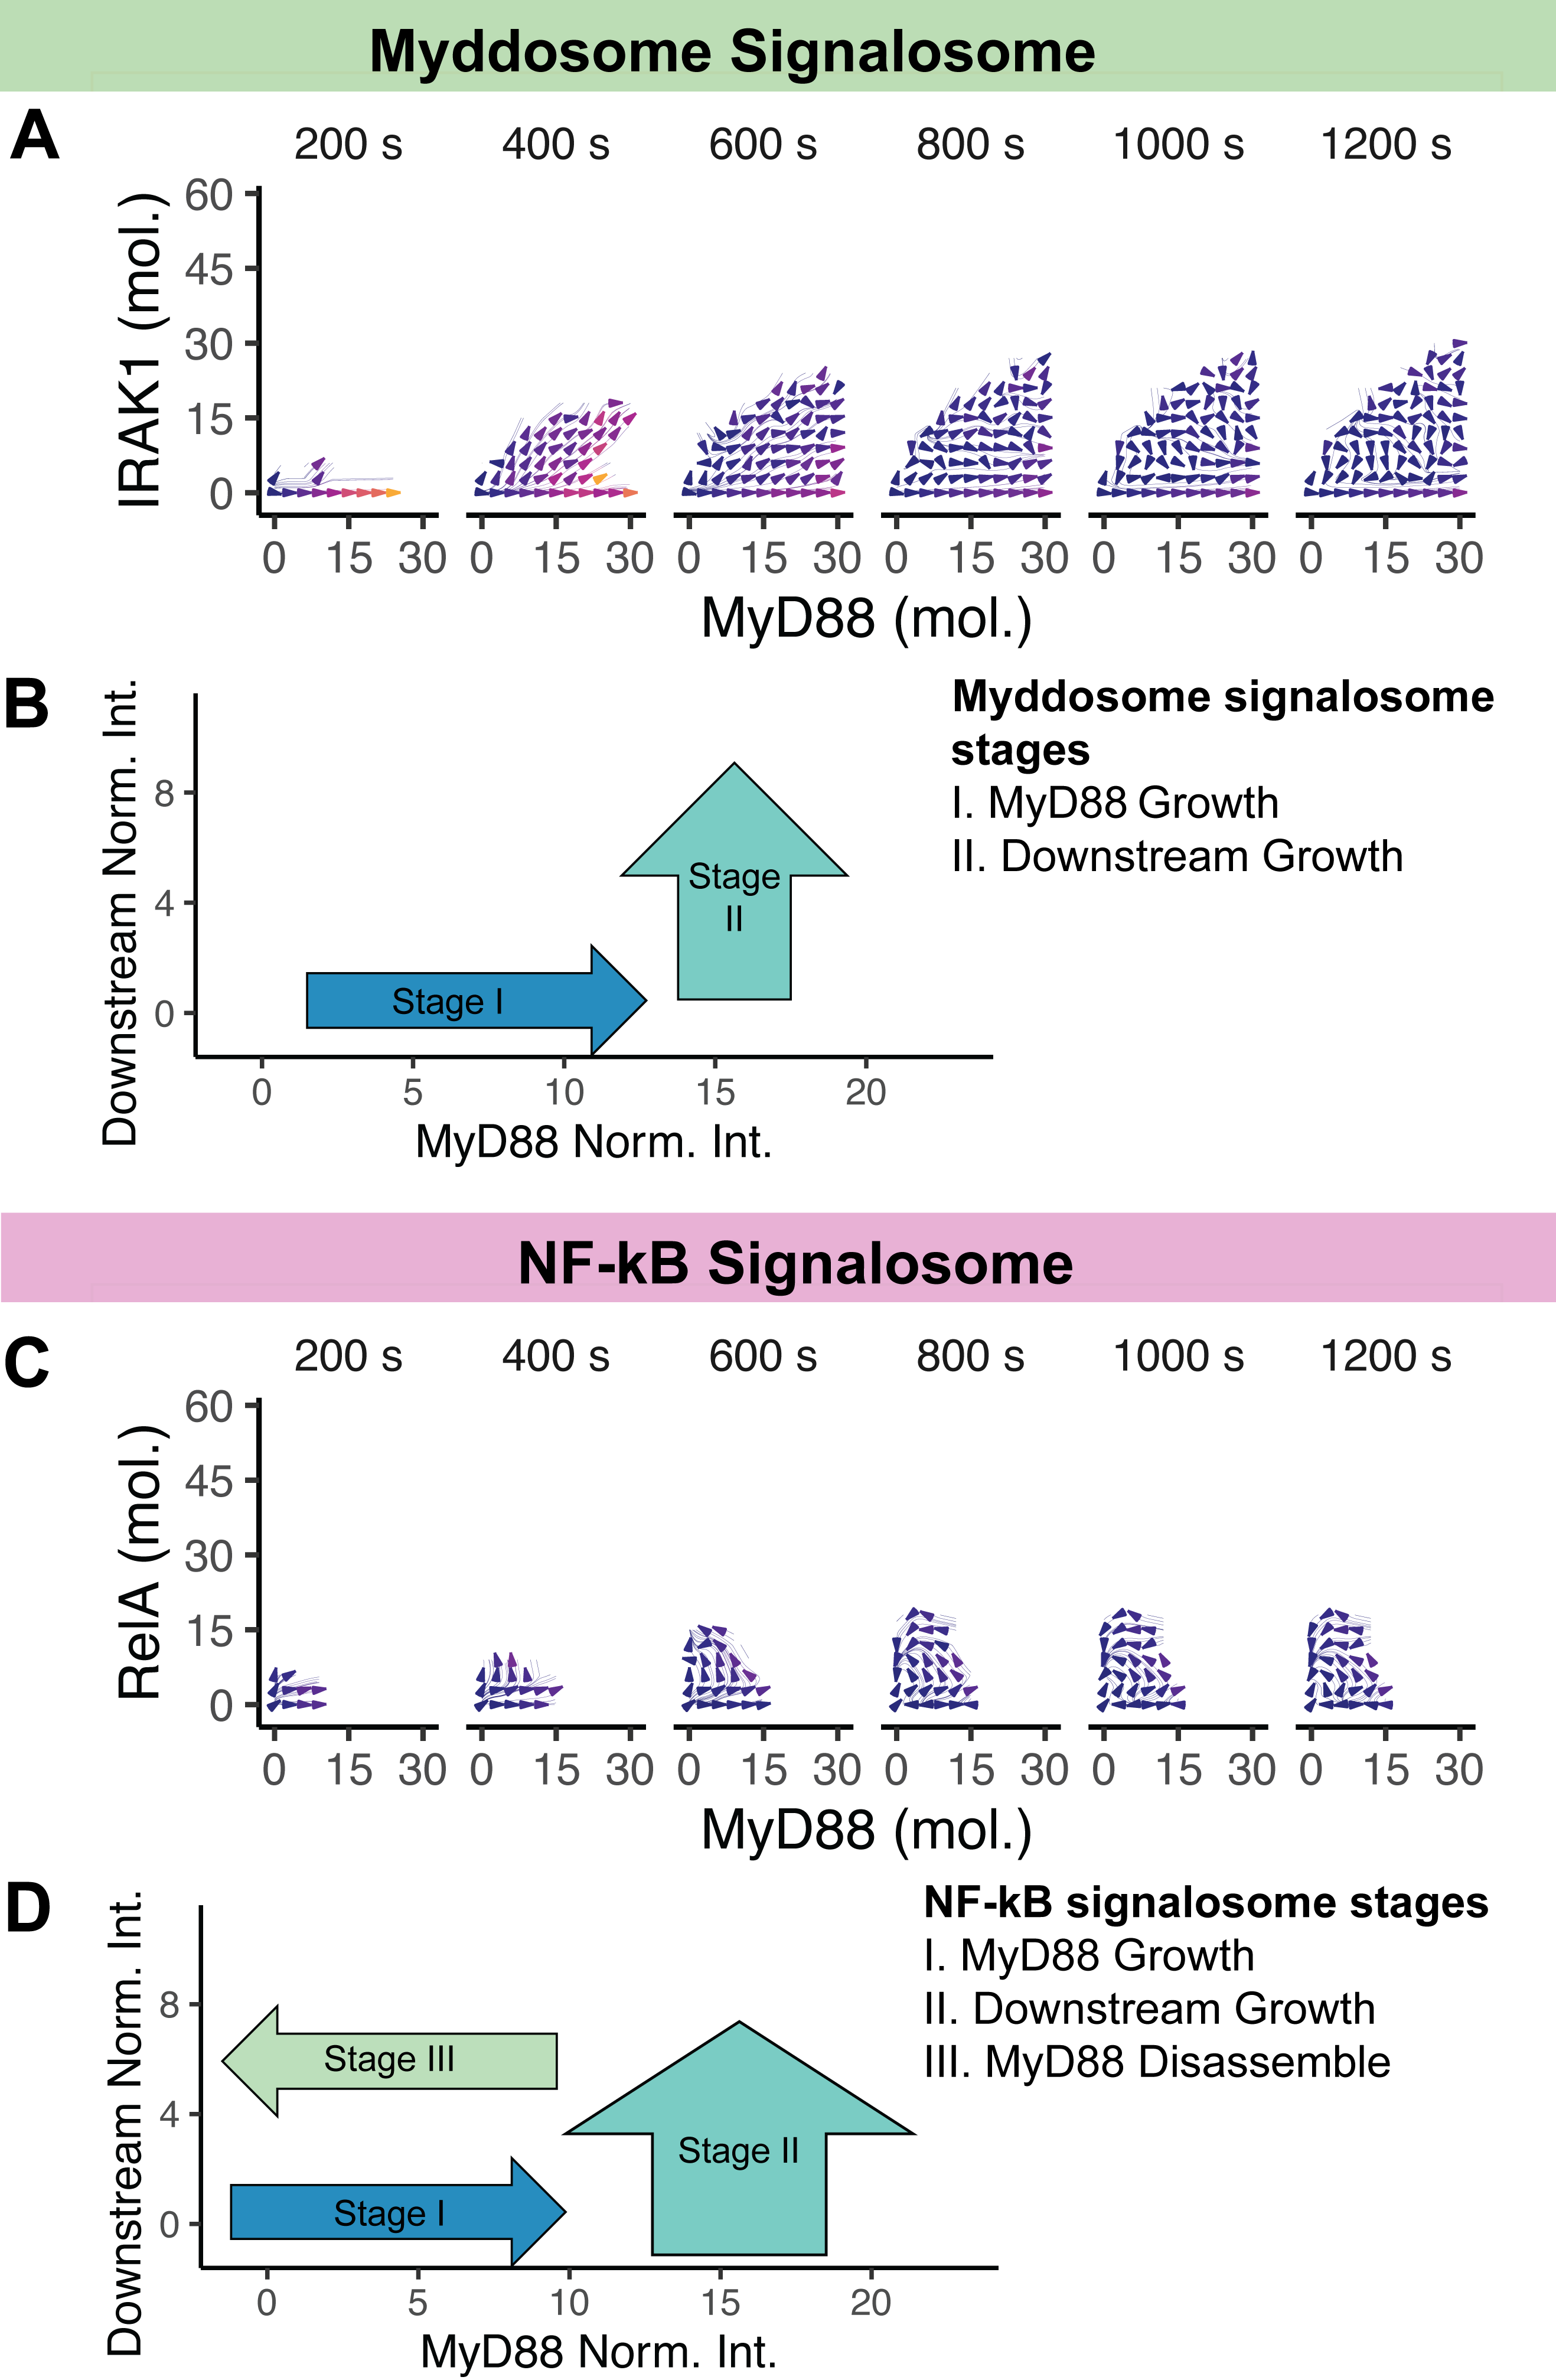 Myddosome Signalosome
A
200 s 400 s 600 s 800 s 1000 s 1200 s
IRAK1 (mol.)
60
45
30
15
0
0 15 30 0 15 30 0 15 30 0 15 30 0 15 30 0 15 30
MyD88 (mol.)
B
Downstream Norm. Int.
8
4
0
Stage
II
Stage I
0 5 10 15 20
MyD88 Norm. Int.
Myddosome signalosome
stages
I. MyD88 Growth
II. Downstream Growth
NF-kB Signalosome
C
200 s 400 s 600 s 800 s 1000 s 1200 s
RelA (mol.)
60
45
30
15
0
0 15 30 0 15 30 0 15 30 0 15 30 0 15 30 0 15 30
MyD88 (mol.)
D
Downstream Norm. Int.
8
4
0
Stage III
Stage II
Stage I
0 5 10 15 20
MyD88 Norm. Int.
NF-kB signalosome stages
I. MyD88 Growth
II. Downstream Growth
III. MyD88 Disassemble